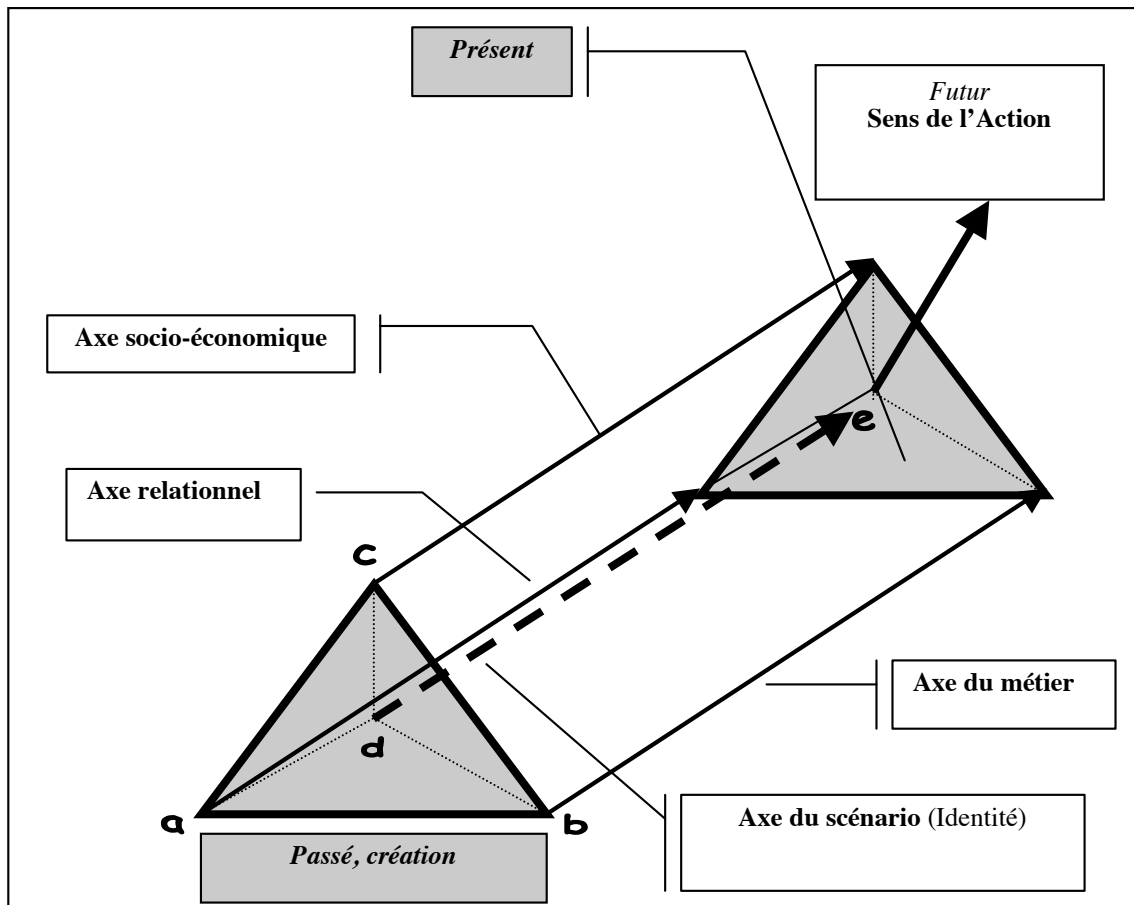 Présent
Futur
Sens de l’Action
Axe socio-économique
e
Axe relationnel
c
Axe du métier
d
a
b
Axe du scénario (Identité)
Passé, création